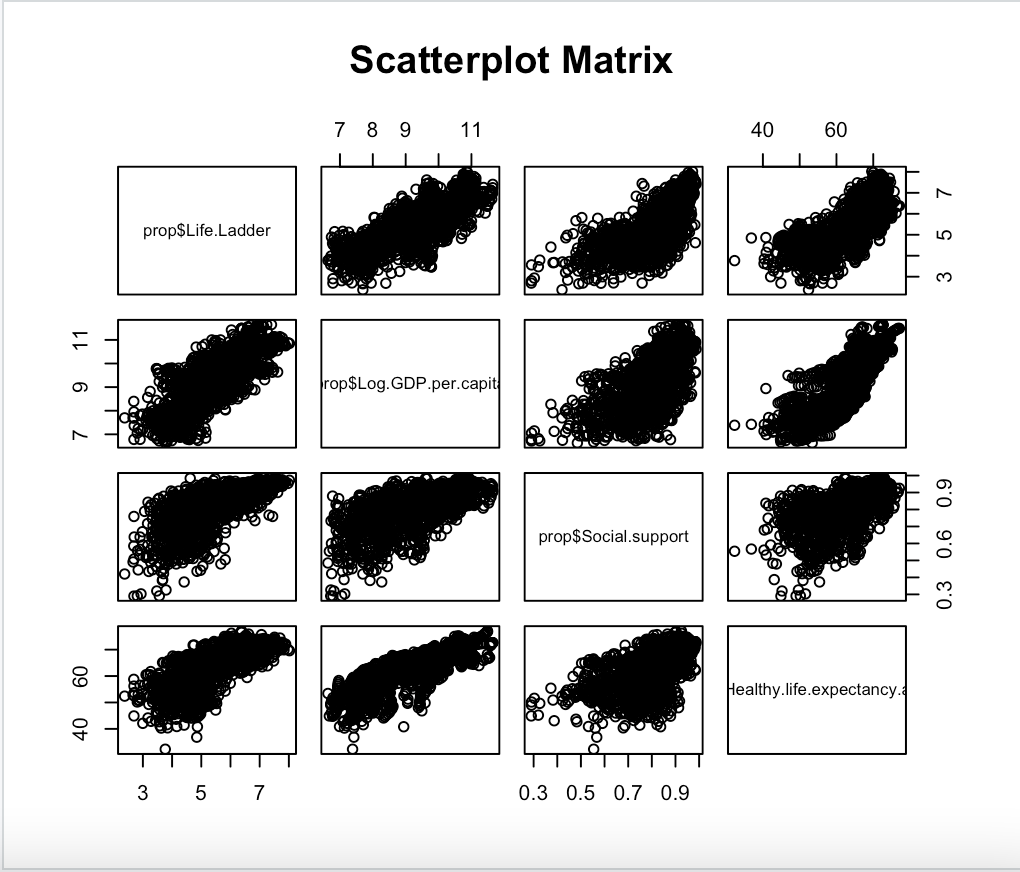 Scatterplot Matrix
7 8 9 11
40 60
prop$Life.Ladder
7
5
3
11
9
7
prop$Log.GDP.per.capita
prop$Social.support
0.9
0.6
0.3
60
40
Healthy.life.expectancy.a
3 5 7
0.3 0.5 0.7 0.9